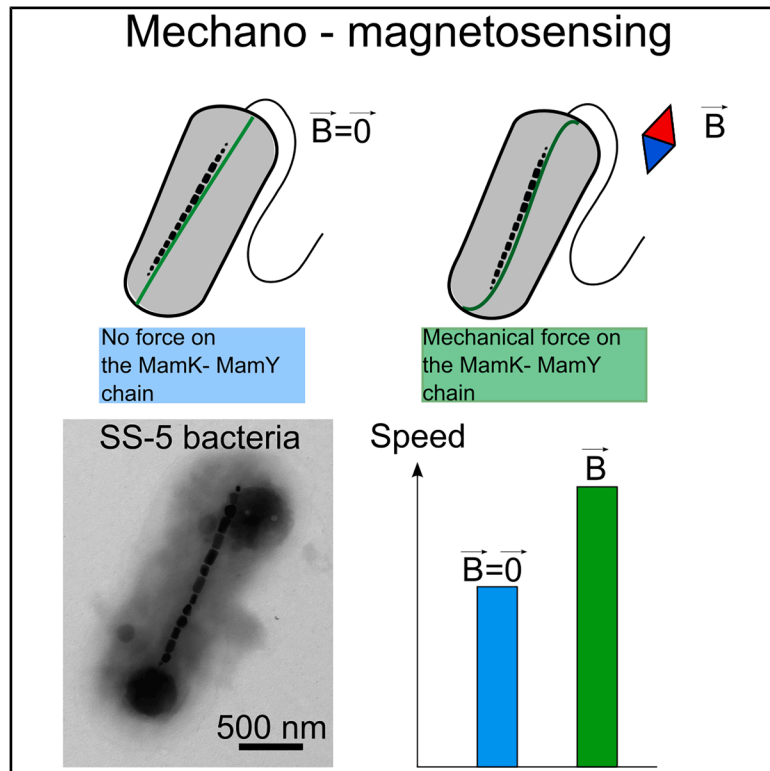 Mechano - magnetosensing
B=0
B
No force on
the MamK- MamY
chain
Mechanical force on
the MamK- MamY
chain
SS-5 bacteria
500 nm
Speed
B=0
B